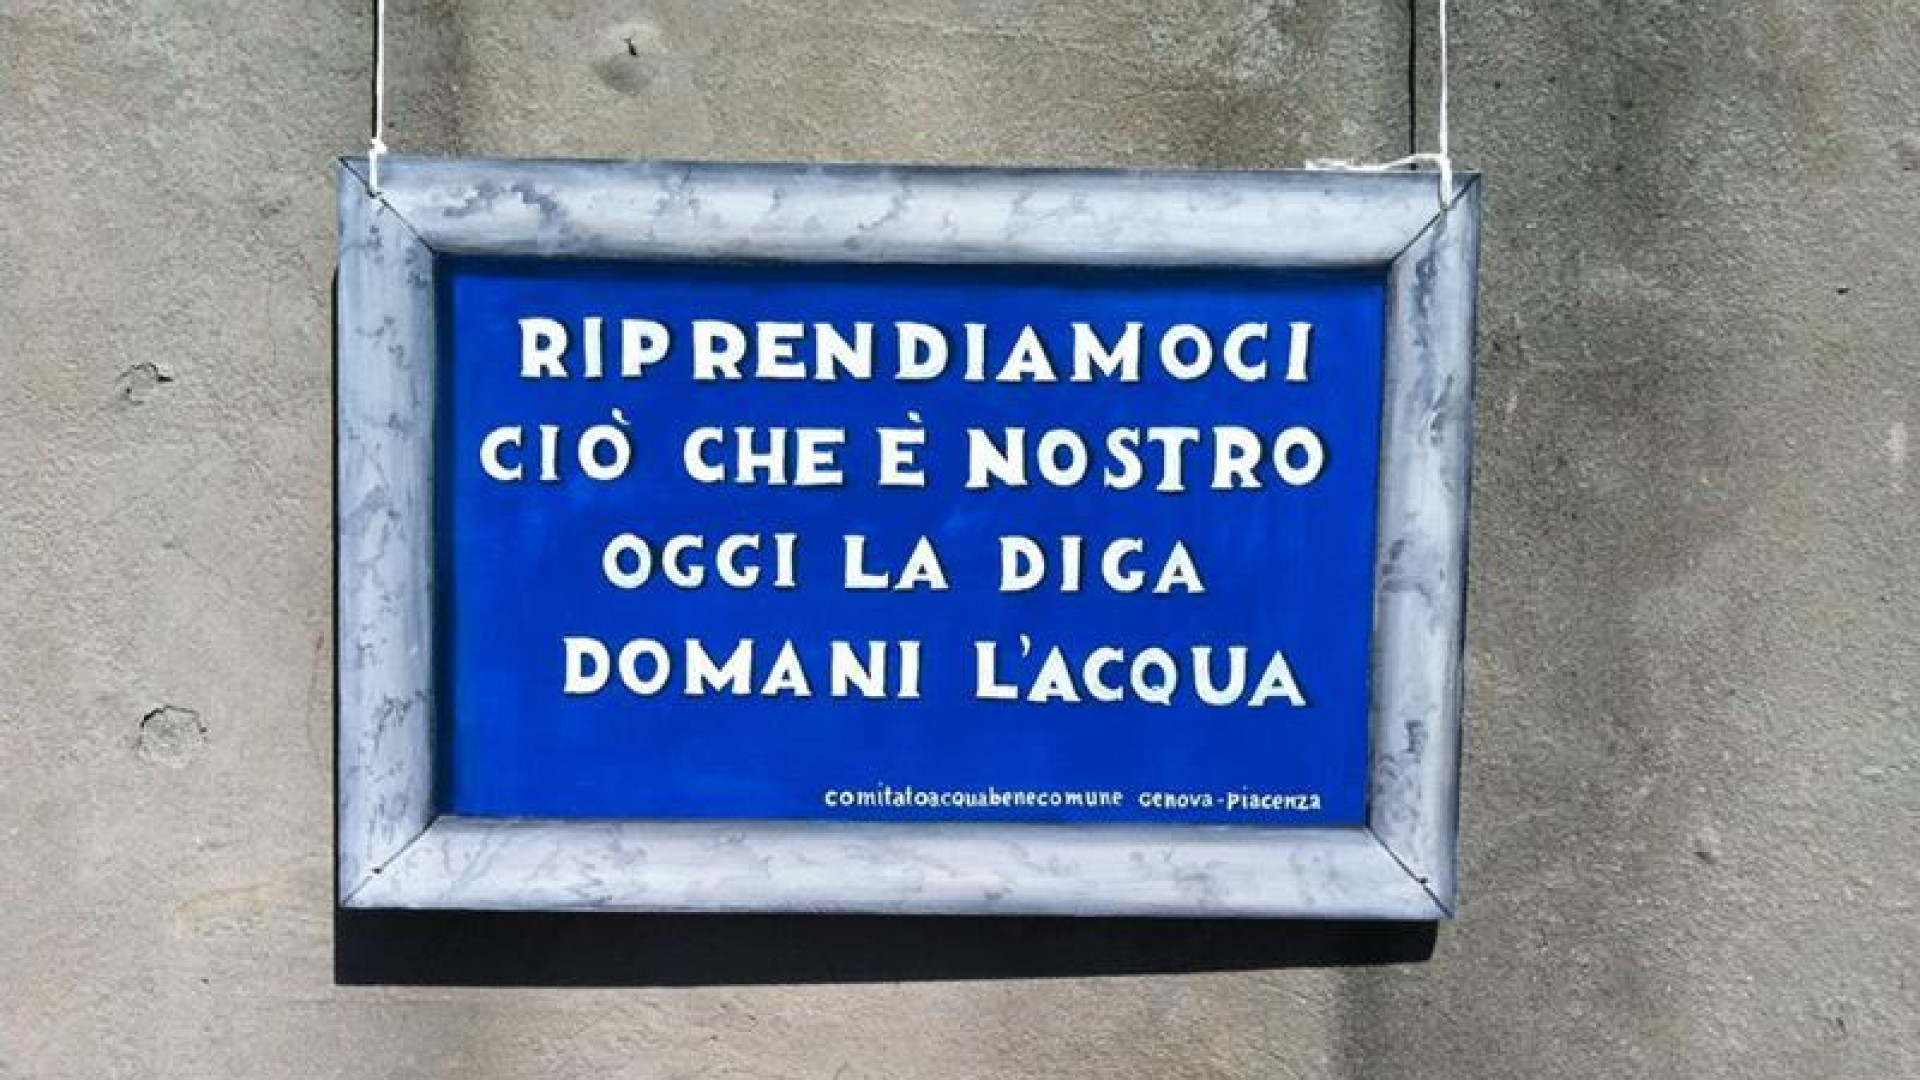 RIPRENDIAMOCI
CIÒ CHE È NOSTRO
OGGI LA DIGA
DOMANI L'ACQUA
comitatoacquabenecomune Genova-Piacenza